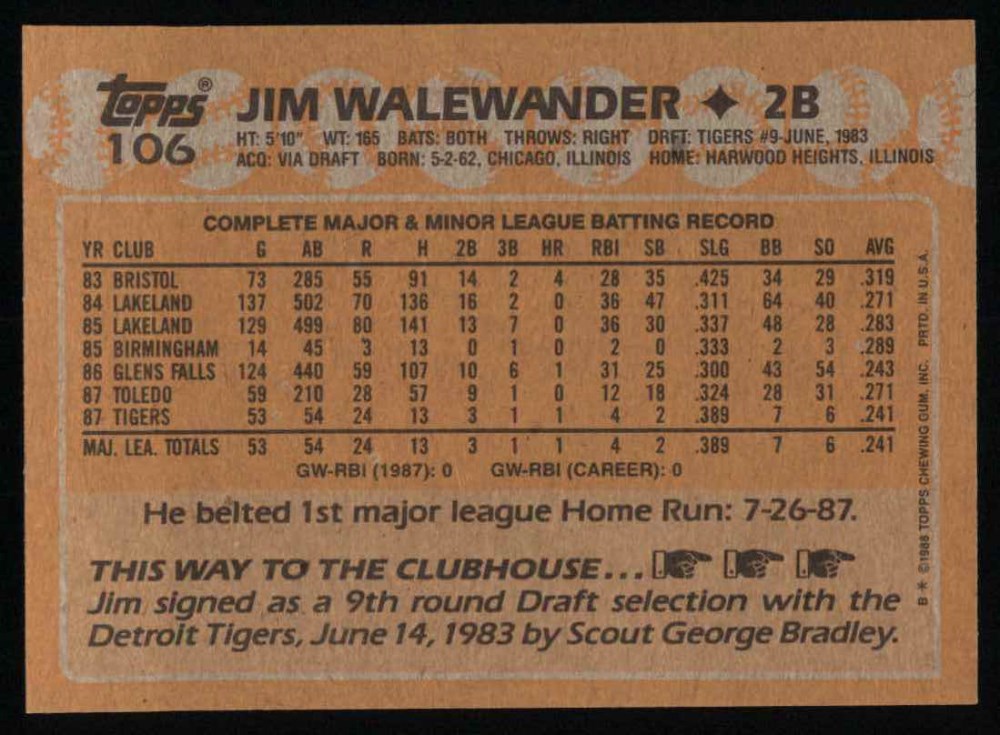 topps® JIM WALEWANDER ✦ 2B
106 HT: 5'10" WT: 165 BATS: BOTH THROWS: RIGHT DRFT: TIGERS #9-JUNE, 1983
ACQ: VIA DRAFT BORN: 5-2-62, CHICAGO, ILLINOIS HOME: HARWOOD HEIGHTS, ILLINOIS
COMPLETE MAJOR & MINOR LEAGUE BATTING RECORD
YR CLUB G AB R H 2B 3B HR RBI SB SLG BB SO AVG
83 BRISTOL 73 285 55 91 14 2 4 28 35 .425 34 29 .319
84 LAKELAND 137 502 70 136 16 2 0 36 47 .311 64 40 .271
85 LAKELAND 129 499 80 141 13 7 0 36 30 .337 48 28 .283
85 BIRMINGHAM 14 45 3 13 0 1 0 2 0 .333 2 3 .289
86 GLENS FALLS 124 440 59 107 10 6 1 31 25 .300 43 54 .243
87 TOLEDO 59 210 28 57 9 1 0 12 18 .324 28 31 .271
87 TIGERS 53 54 24 13 3 1 1 4 2 .389 7 6 .241
MAJ. LEA. TOTALS 53 54 24 13 3 1 1 4 2 .389 7 6 .241
GW-RBI (1987): 0 GW-RBI (CAREER): 0
He belted 1st major league Home Run: 7-26-87.
THIS WAY TO THE CLUBHOUSE...
Jim signed as a 9th round Draft selection with the
Detroit Tigers, June 14, 1983 by Scout George Bradley.
B * ©1988 TOPPS CHEWING GUM, INC. PRTD. IN U.S.A.